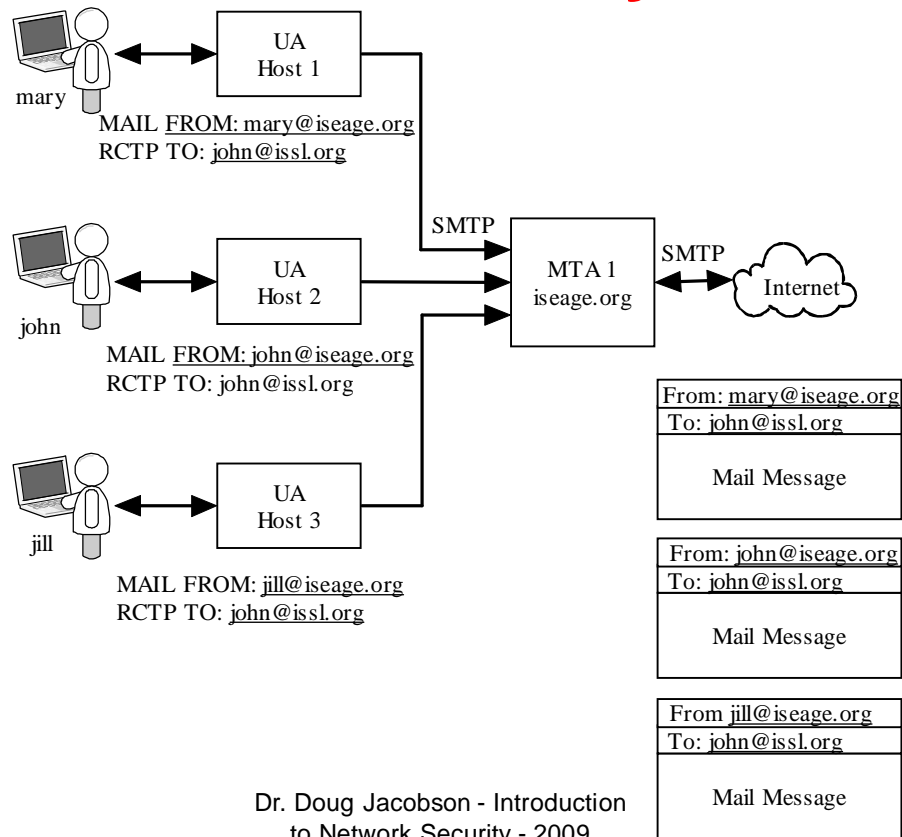 UA
Host 1
mary
MAIL FROM: mary@iseage.org
RCTP TO: john@issl.org
SMTP
UA
Host 2
MTA 1
iseage.org
SMTP
Internet
john
MAIL FROM: john@iseage.org
RCTP TO: john@issl.org
From: mary@iseage.org
To: john@issl.org
Mail Message
UA
Host 3
jill
MAIL FROM: jill@iseage.org
RCTP TO: john@issl.org
From: john@iseage.org
To: john@issl.org
Mail Message
From jill@iseage.org
To: john@issl.org
Mail Message
Dr. Doug Jacobson - Introduction
to Network Security - 2009